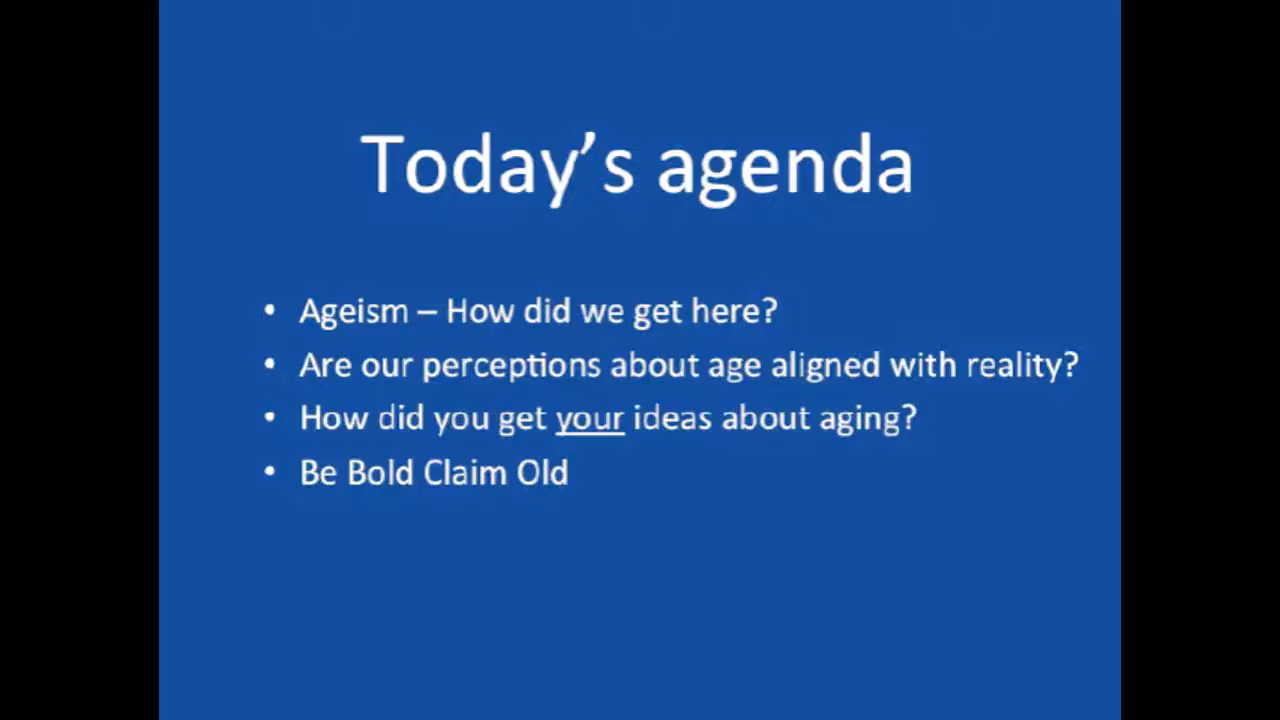 Today’s agenda
• Ageism – How did we get here?
• Are our perceptions about age aligned with reality?
• How did you get your ideas about aging?
• Be Bold Claim Old